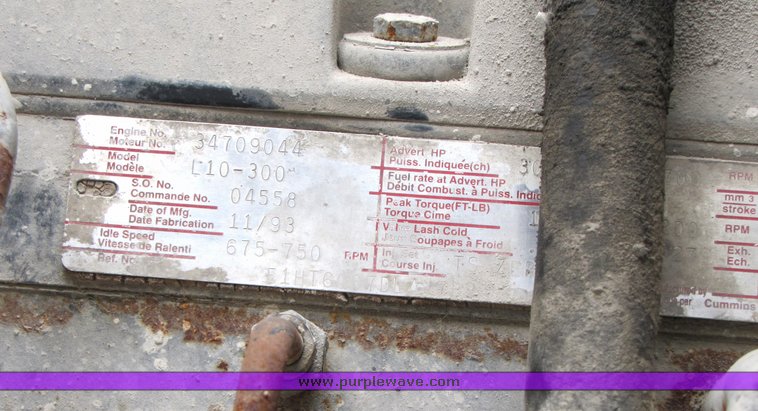 Engine No. 34709044
Moteur No.
Model L10-300
Modèle
S.O. No. 04558
Commande No.
Date of Mfg. 11/93
Date Fabrication
Idle Speed 675-750 RPM
Vitesse de Ralenti
Ref. No.
Advert. HP
Puiss. Indiquée(ch)
Fuel rate at Advert. HP
Débit Combust. à Puiss.
Peak Torque(FT-LB)
Torque Cime
Lash Cold
Coupapes à Froid
Course Inj.
RPM
mm 3
stroke
RPM
Exh.
Ech.
Cummins
www.purplewave.com